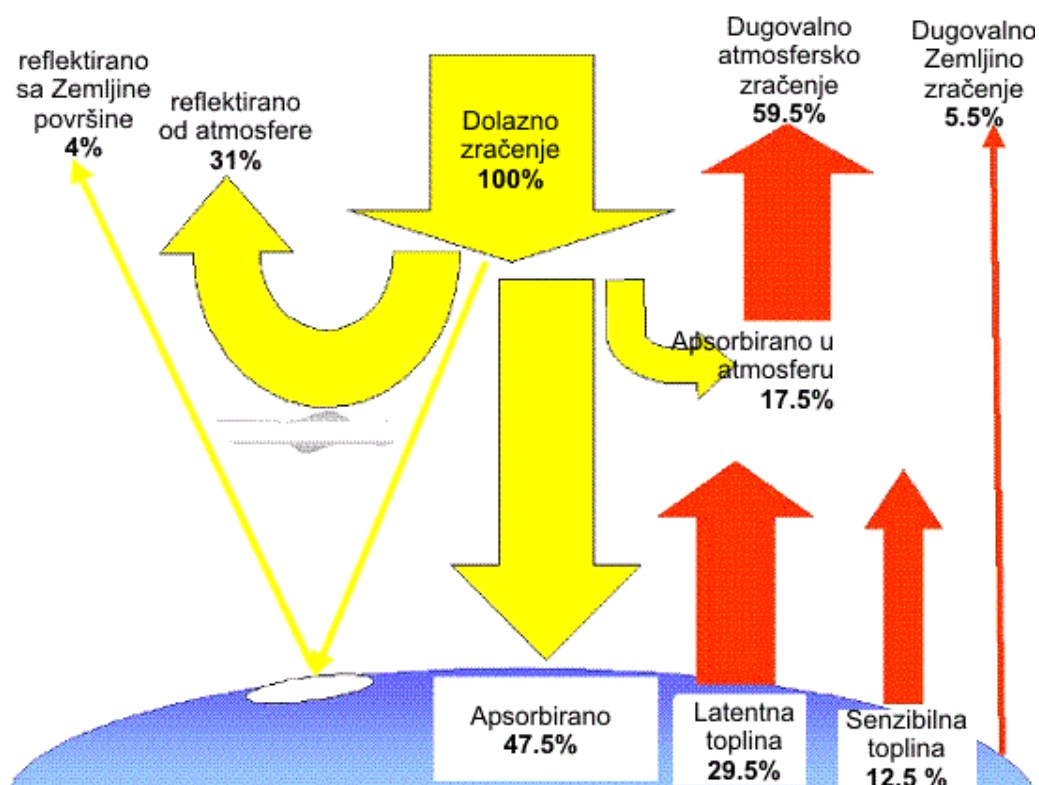 reflektirano
sa Zemljine
površine
4%
reflektirano
od atmosfere
31%
Dolazno
zračenje
100%
Dugovalno
atmosfersko
zračenje
59.5%
Dugovalno
Zemljino
zračenje
5.5%
Apsorbirano u
atmosferu
17.5%
Apsorbirano
47.5%
Latentna
toplina
29.5%
Senzibilna
toplina
12.5 %